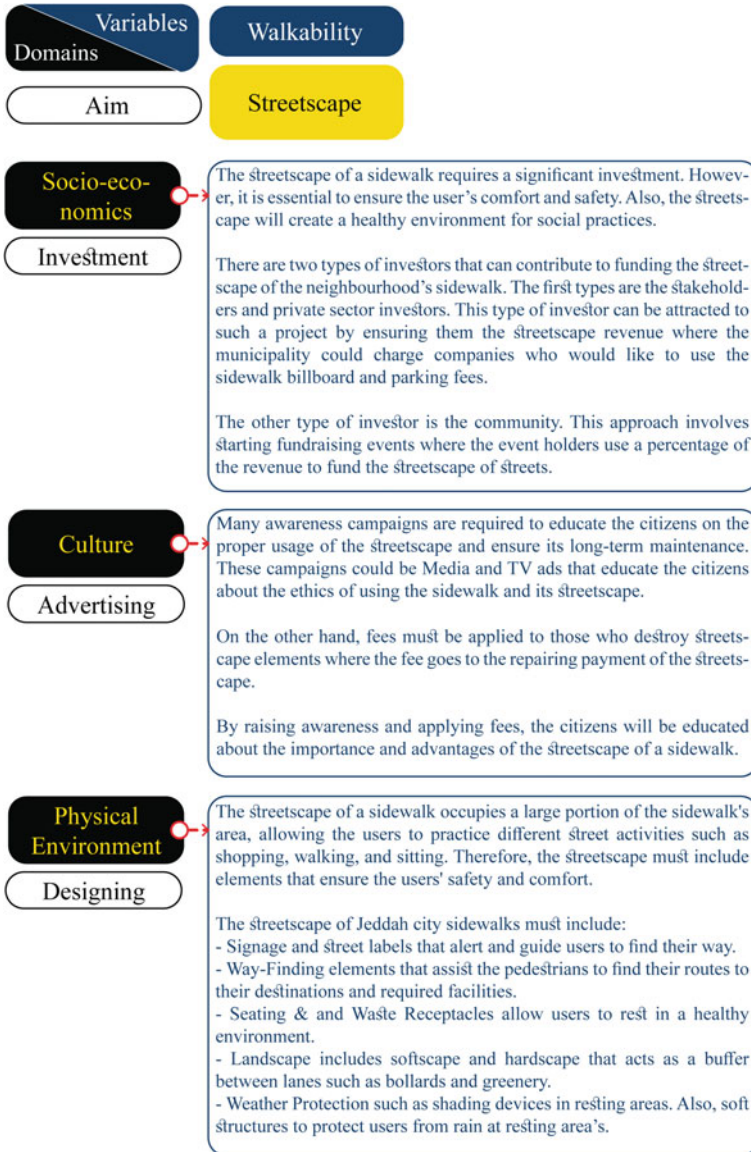 Variables
Domains
Walkability
Aim
Streetscape
Socio-eco-
nomics
Investment
The streetscape of a sidewalk requires a significant investment. Howev-
er, it is essential to ensure the user's comfort and safety. Also, the streets-
cape will create a healthy environment for social practices.
There are two types of investors that can contribute to funding the street-
scape of the neighbourhood's sidewalk. The first types are the stakehold-
ers and private sector investors. This type of investor can be attracted to
such a project by ensuring them the streetscape revenue where the
municipality could charge companies who would like to use the
sidewalk billboard and parking fees.
The other type of investor is the community. This approach involves
starting fundraising events where the event holders use a percentage of
the revenue to fund the streetscape of streets.
Culture
Advertising
Many awareness campaigns are required to educate the citizens on the
proper usage of the streetscape and ensure its long-term maintenance.
These campaigns could be Media and TV ads that educate the citizens
about the ethics of using the sidewalk and its streetscape.
On the other hand, fees must be applied to those who destroy streets-
cape elements where the fee goes to the repairing payment of the streets-
cape.
By raising awareness and applying fees, the citizens will be educated
about the importance and advantages of the streetscape of a sidewalk.
Physical
Environment
Designing
The streetscape of a sidewalk occupies a large portion of the sidewalk's
area, allowing the users to practice different street activities such as
shopping, walking, and sitting. Therefore, the streetscape must include
elements that ensure the users' safety and comfort.
The streetscape of Jeddah city sidewalks must include:
- Signage and street labels that alert and guide users to find their way.
- Way-Finding elements that assist the pedestrians to find their routes to
their destinations and required facilities.
- Seating & and Waste Receptacles allow users to rest in a healthy
environment.
- Landscape includes softscape and hardscape that acts as a buffer
between lanes such as bollards and greenery.
- Weather Protection such as shading devices in resting areas. Also, soft
structures to protect users from rain at resting area's.